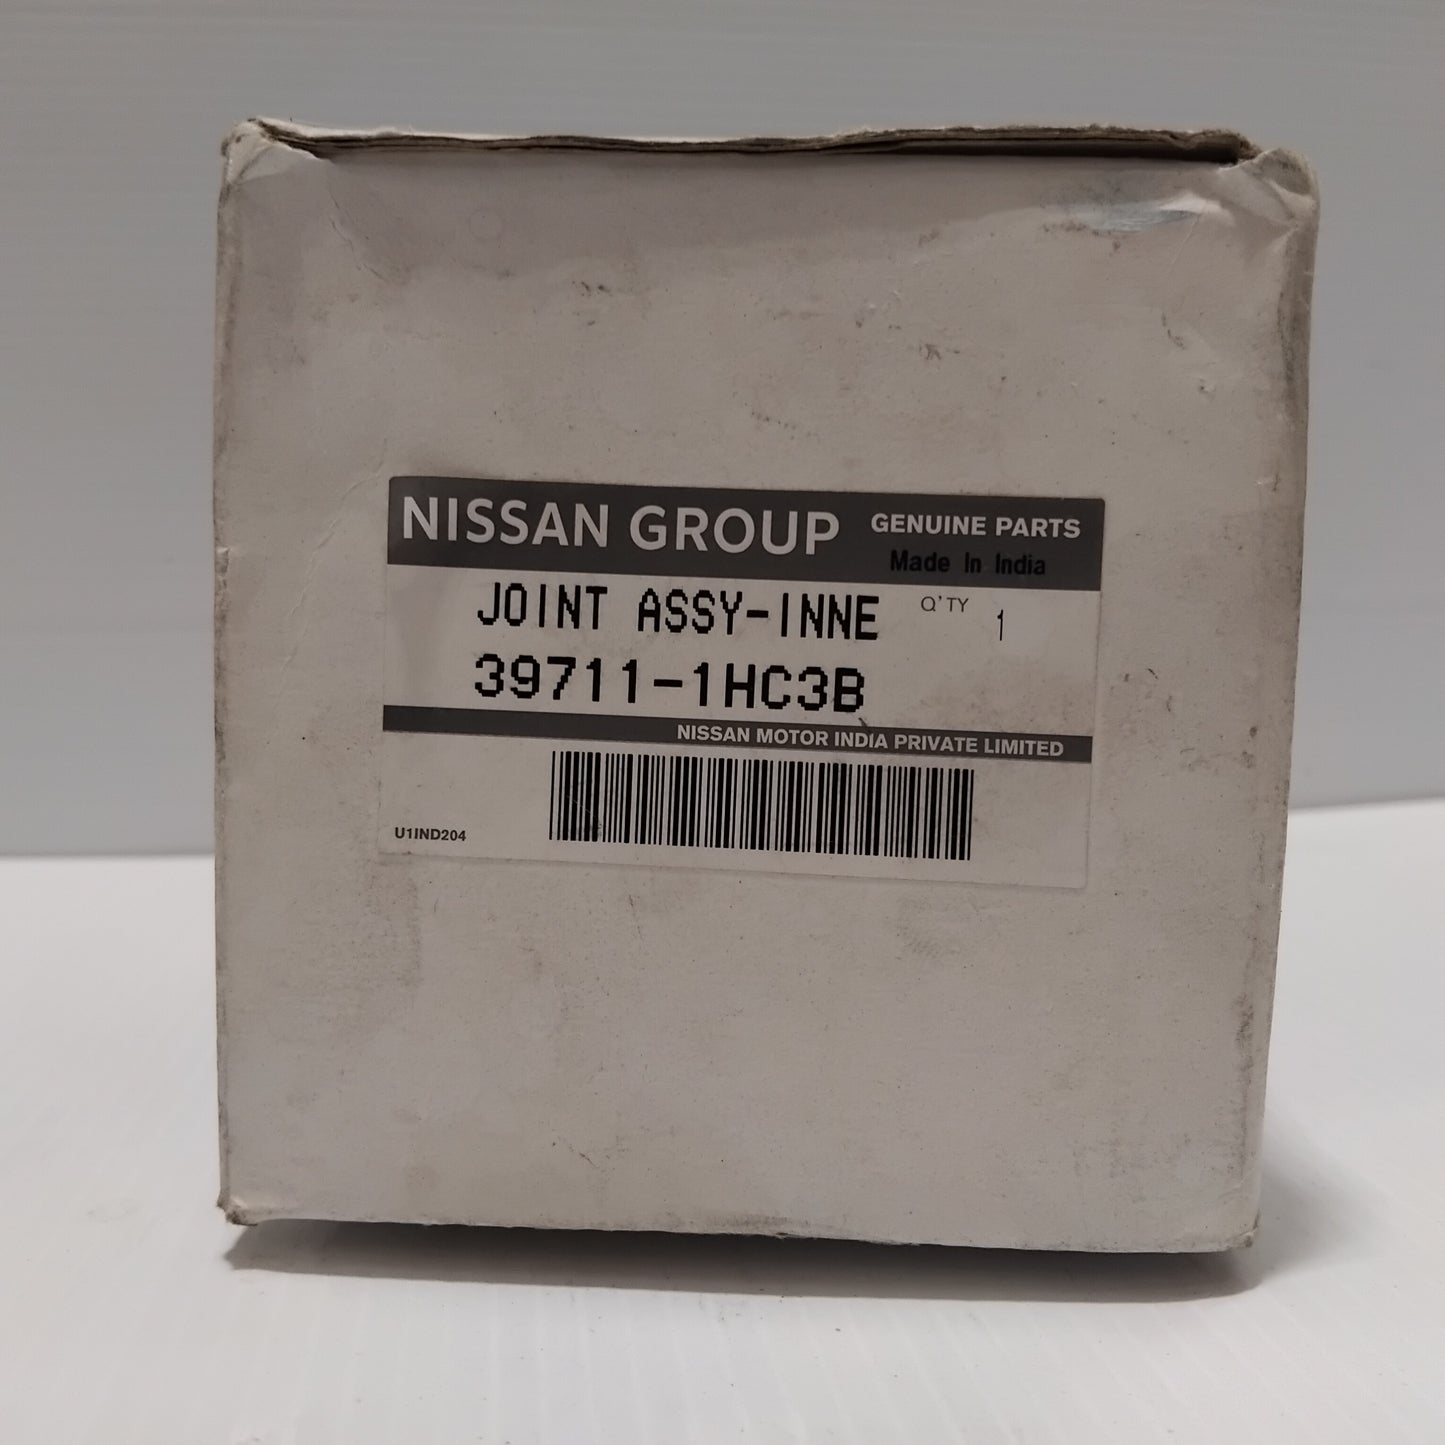 NISSAN GROUP GENUINE PARTS
Made In India
JOINT ASSY-INNE Q'TY 1
39711-1HC3B
NISSAN MOTOR INDIA PRIVATE LIMITED
U1IND204